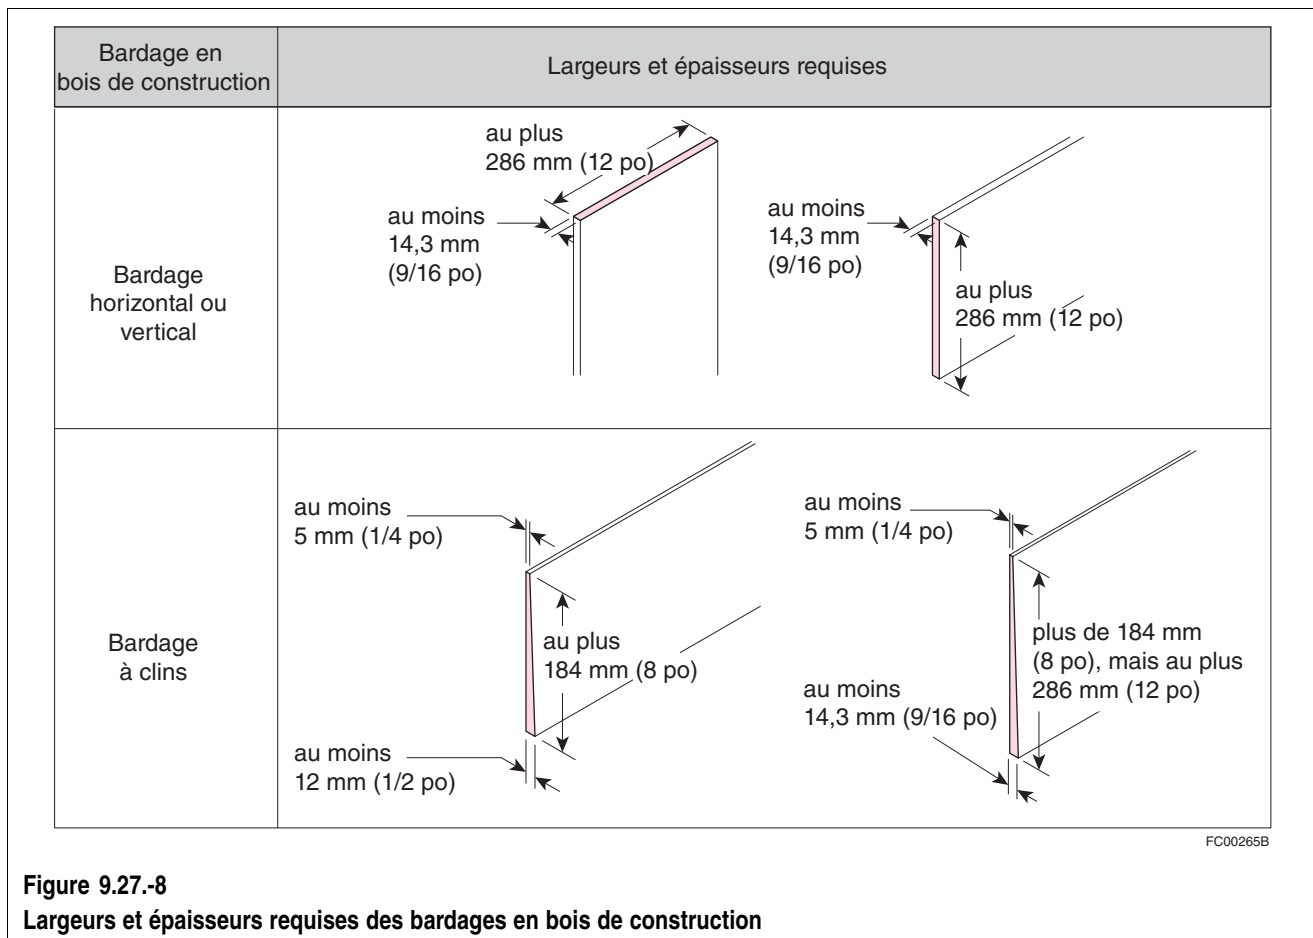 Bardage en
bois de construction
Largeurs et épaisseurs requises
Bardage
horizontal ou
vertical
au plus
286 mm (12 po)
au moins
14,3 mm
(9/16 po)
au moins
14,3 mm
(9/16 po)
au plus
286 mm (12 po)
Bardage
à clins
au moins
5 mm (1/4 po)
au plus
184 mm (8 po)
au moins
12 mm (1/2 po)
au moins
5 mm (1/4 po)
plus de 184 mm
(8 po), mais au plus
286 mm (12 po)
au moins
14,3 mm (9/16 po)
FC00265B
Figure 9.27.-8
Largeurs et épaisseurs requises des bardages en bois de construction